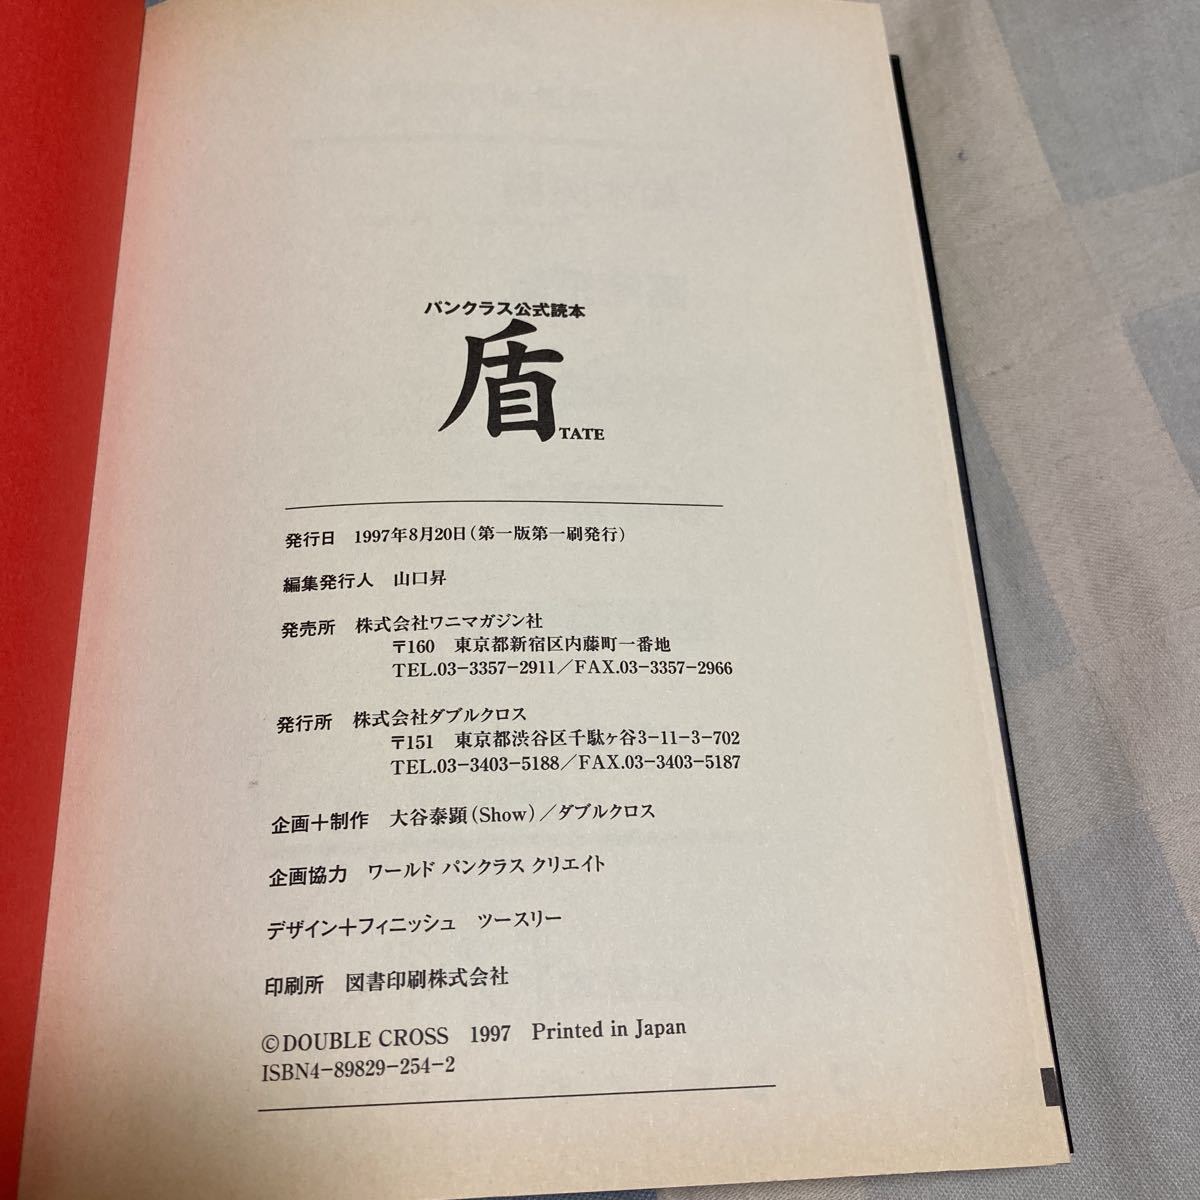 パンクラス公式読本
盾
TATE
発行日 1997年8月20日(第一版第一刷発行)
編集発行人 山口昇
発売所 株式会社ワニマガジン社
〒160 東京都新宿区内藤町一番地
TEL.03-3357-2911/FAX.03-3357-2966
発行所 株式会社ダブルクロス
〒151 東京都渋谷区千駄ヶ谷3-11-3-702
TEL.03-3403-5188/FAX.03-3403-5187
企画+制作 大谷泰顕(Show)/ダブルクロス
企画協力 ワールド パンクラス クリエイト
デザイン+フィニッシュ ツースリー
印刷所 図書印刷株式会社
©DOUBLE CROSS 1997 Printed in Japan
ISBN4-89829-254-2